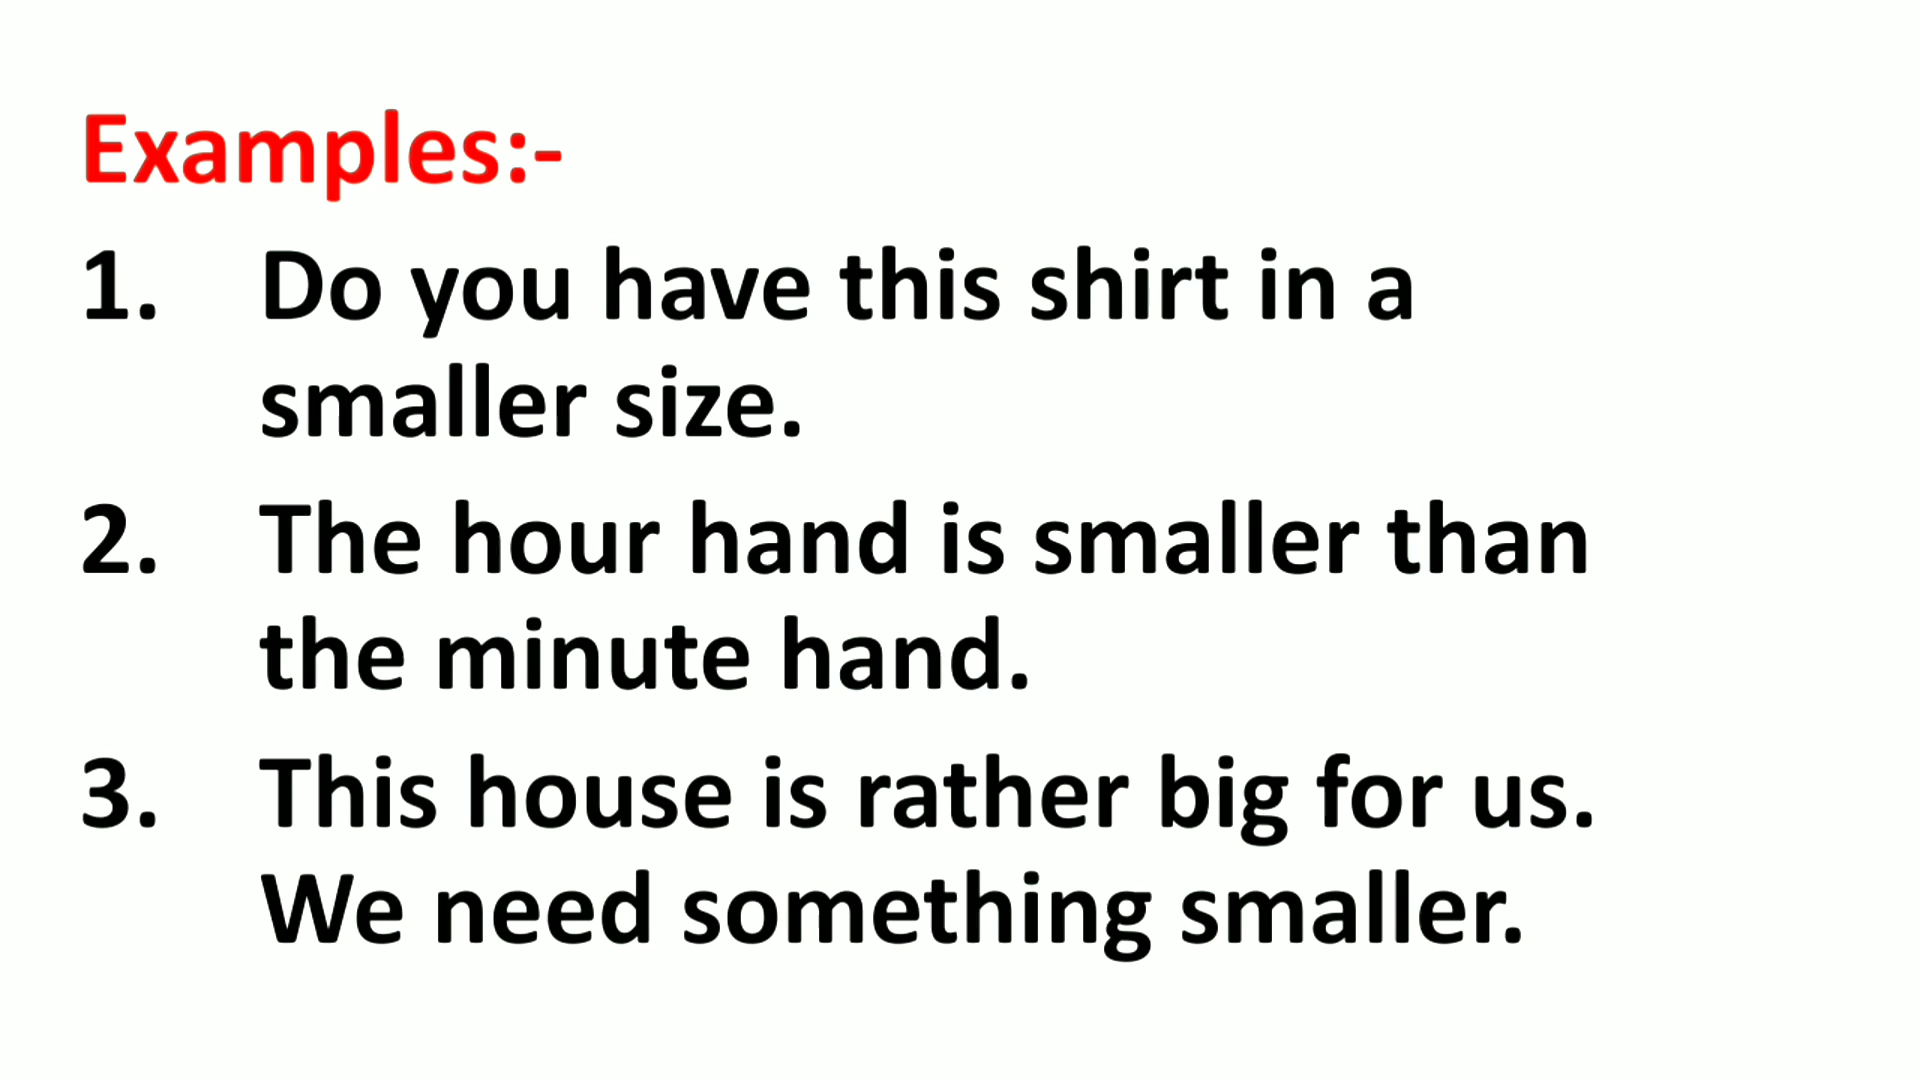 Examples:-
1. Do you have this shirt in a
smaller size.
2. The hour hand is smaller than
the minute hand.
3. This house is rather big for us.
We need something smaller.